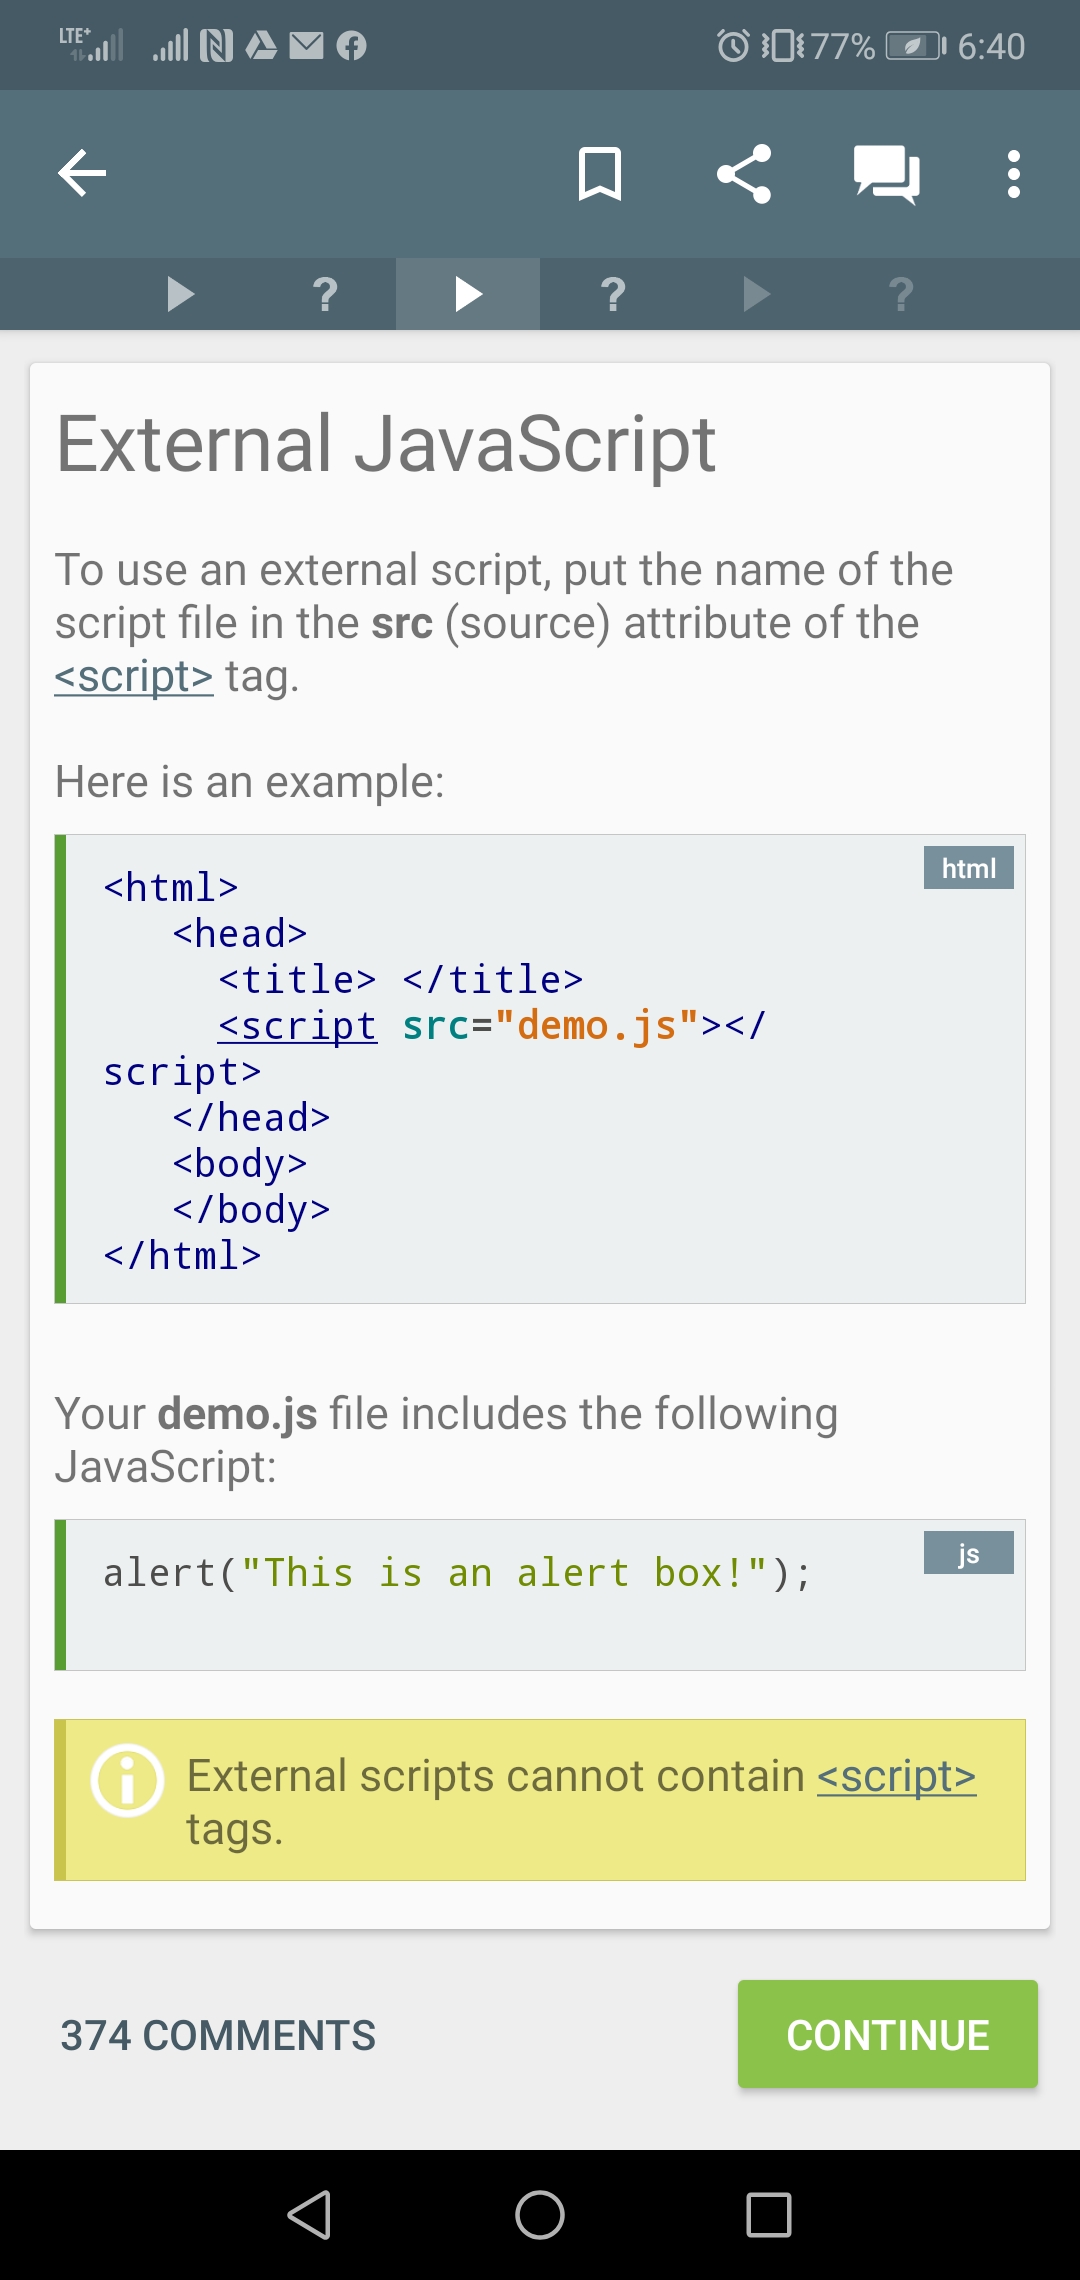 LTE+ 77% 6:40
? ? ?
External JavaScript
To use an external script, put the name of the
script file in the src (source) attribute of the
<script> tag.
Here is an example:
html
<html>
<head>
<title> </title>
<script src="demo.js"></
script>
</head>
<body>
</body>
</html>
Your demo.js file includes the following
JavaScript:
js
alert("This is an alert box!");
External scripts cannot contain <script>
tags.
374 COMMENTS
CONTINUE